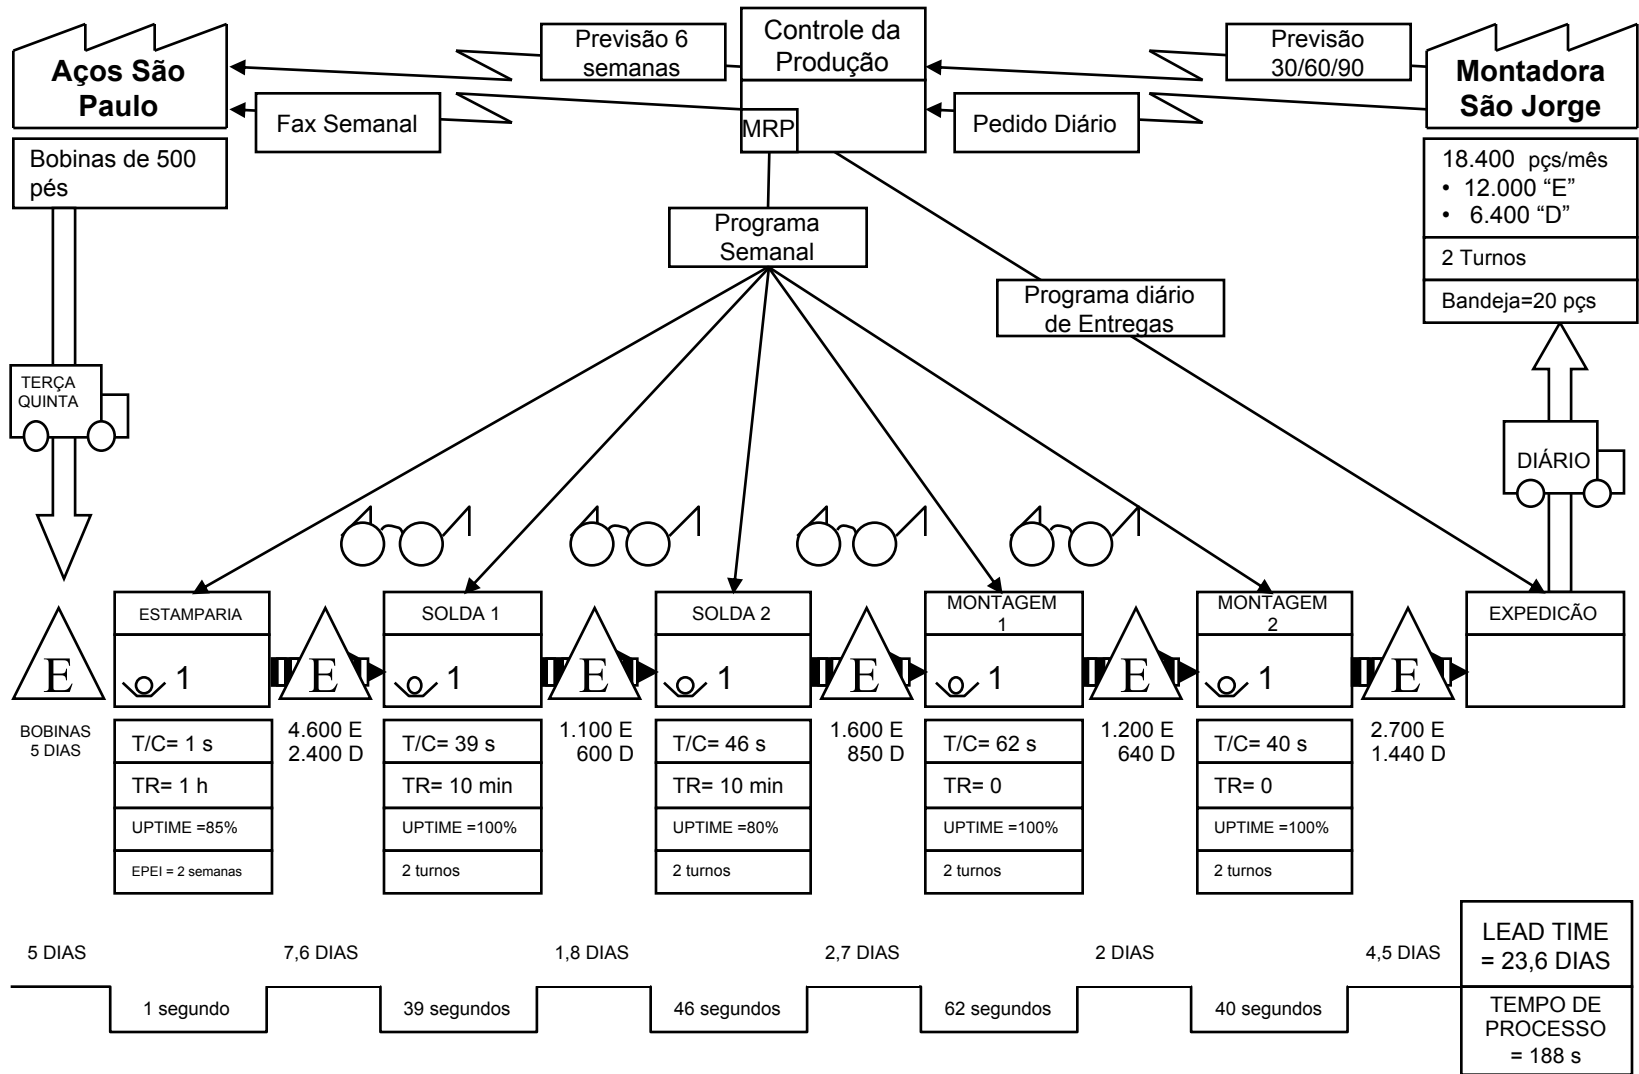 Aços São
Paulo
Previsão 6
semanas
Controle da
Produção
Previsão
30/60/90
Montadora
São Jorge
Fax Semanal
MRP
Pedido Diário
Bobinas de 500
pés
18.400 pçs/mês
• 12.000 “E”
• 6.400 “D”
2 Turnos
Bandeja=20 pçs
Programa
Semanal
Programa diário
de Entregas
TERÇA
QUINTA
DIÁRIO
E
BOBINAS
5 DIAS
ESTAMPARIA
1
T/C= 1 s
TR= 1 h
UPTIME =85%
EPEI = 2 semanas
E
4.600 E
2.400 D
SOLDA 1
1
T/C= 39 s
TR= 10 min
UPTIME =100%
2 turnos
E
1.100 E
600 D
SOLDA 2
1
T/C= 46 s
TR= 10 min
UPTIME =80%
2 turnos
E
1.600 E
850 D
MONTAGEM
1
1
T/C= 62 s
TR= 0
UPTIME =100%
2 turnos
E
1.200 E
640 D
MONTAGEM
2
1
T/C= 40 s
TR= 0
UPTIME =100%
2 turnos
E
2.700 E
1.440 D
EXPEDICÃO
5 DIAS
7,6 DIAS
1,8 DIAS
2,7 DIAS
2 DIAS
4,5 DIAS
1 segundo
39 segundos
46 segundos
62 segundos
40 segundos
LEAD TIME
= 23,6 DIAS
TEMPO DE
PROCESSO
= 188 s